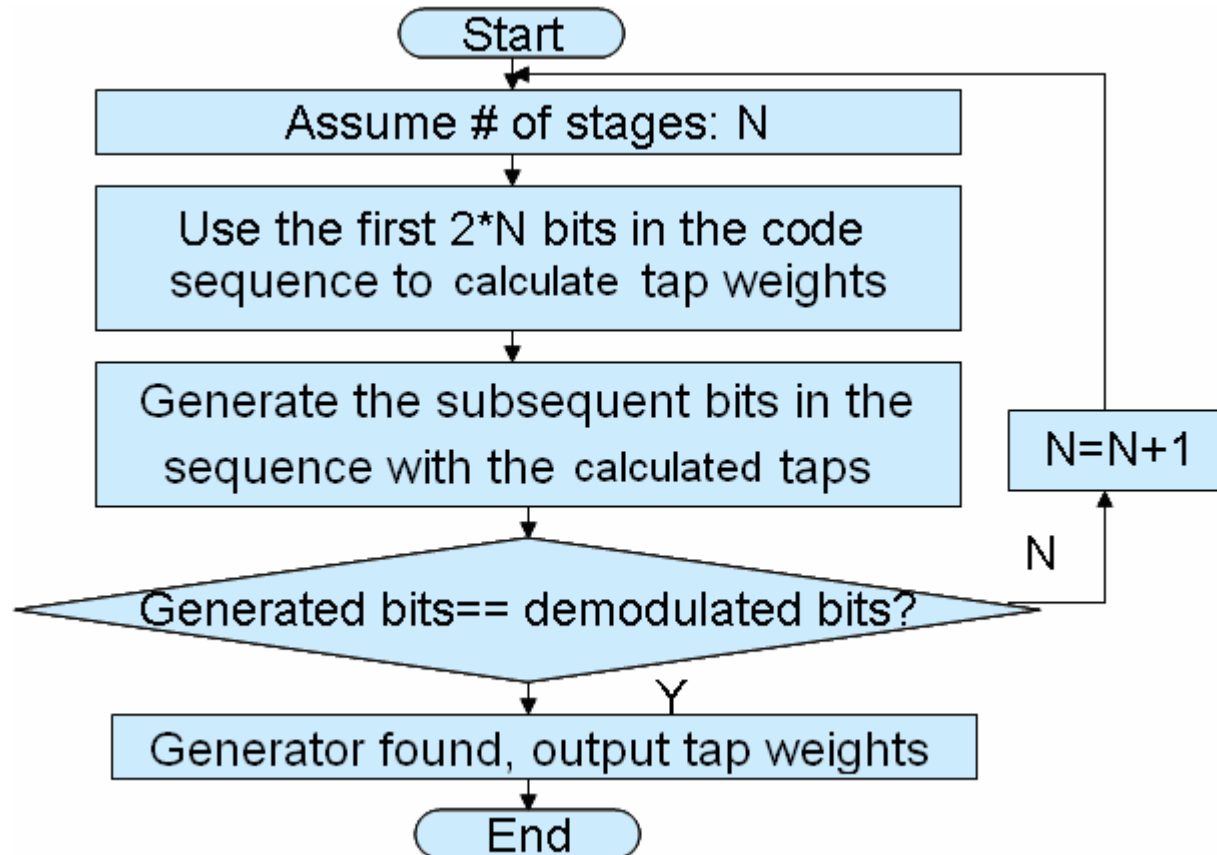 Start
Assume # of stages: N
Use the first 2*N bits in the code
sequence to calculate tap weights
Generate the subsequent bits in the
sequence with the calculated taps
N=N+1
N
Generated bits== demodulated bits?
Y
Generator found, output tap weights
End